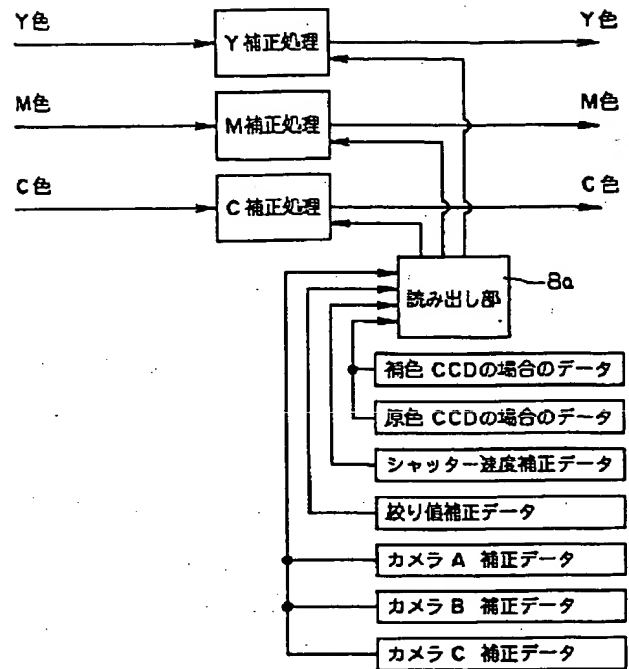 Y色
Y補正処理
Y色
M色
M補正処理
M色
C色
C補正処理
C色
読み出し部
8a
補色 CCDの場合のデータ
原色 CCDの場合のデータ
シャッター速度補正データ
絞り値補正データ
カメラ A 補正データ
カメラ B 補正データ
カメラ C 補正データ